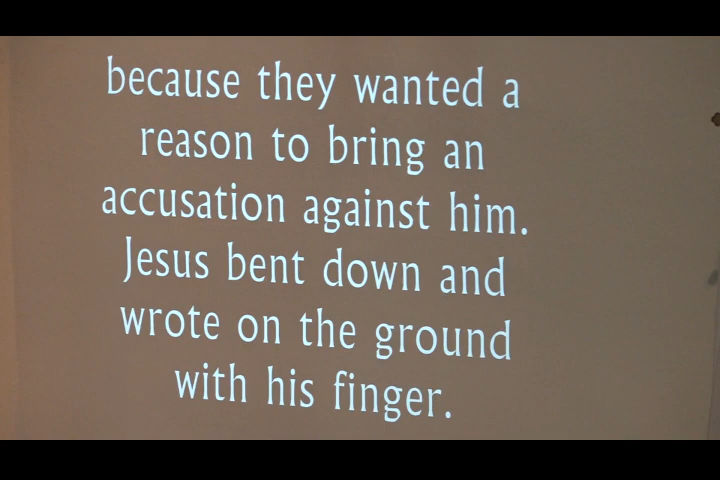 because they wanted a
reason to bring an
accusation against him.
Jesus bent down and
wrote on the ground
with his finger.